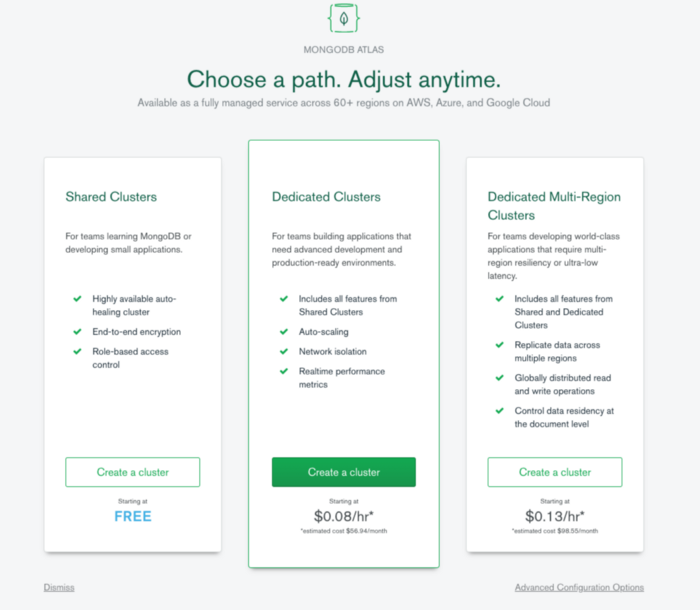 MONGODB ATLAS
Choose a path. Adjust anytime.
Available as a fully managed service across 60+ regions on AWS, Azure, and Google Cloud
Shared Clusters
For teams learning MongoDB or
developing small applications.
Highly available auto-
healing cluster
End-to-end encryption
Role-based access
control
Create a cluster
Starting at
FREE
Dedicated Clusters
For teams building applications that
need advanced development and
production-ready environments.
Includes all features from
Shared Clusters
Auto-scaling
Network isolation
Realtime performance
metrics
Create a cluster
Starting at
$0.08/hr*
*estimated cost $56.94/month
Dedicated Multi-Region
Clusters
For teams developing world-class
applications that require multi-
region resiliency or ultra-low
latency.
Includes all features from
Shared and Dedicated
Clusters
Replicate data across
multiple regions
Globally distributed read
and write operations
Control data residency at
the document level
Create a cluster
Starting at
$0.13/hr*
*estimated cost $98.55/month
Dismiss
Advanced Configuration Options